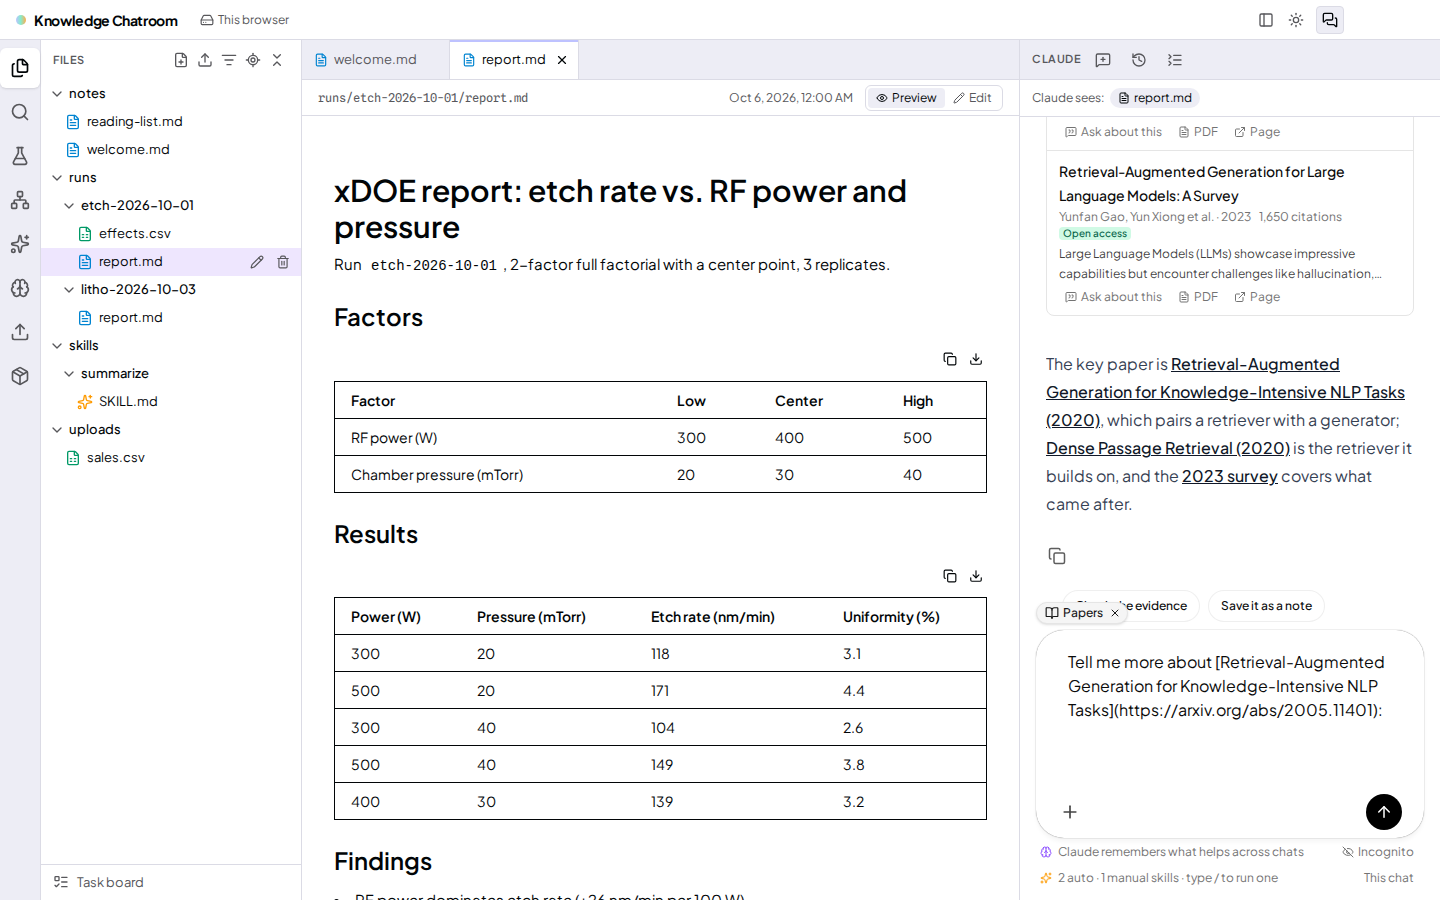 Knowledge Chatroom
This browser
FILES
notes
reading-list.md
welcome.md
runs
etch-2026-10-01
effects.csv
report.md
litho-2026-10-03
report.md
skills
summarize
SKILL.md
uploads
sales.csv
Task board
welcome.md
report.md
runs/etch-2026-10-01/report.md
Oct 6, 2026, 12:00 AM
Preview
Edit
xDOE report: etch rate vs. RF power and
pressure
Run etch-2026-10-01 , 2-factor full factorial with a center point, 3 replicates.
Factors
Factor Low Center High
RF power (W) 300 400 500
Chamber pressure (mTorr) 20 30 40
Results
Power (W) Pressure (mTorr) Etch rate (nm/min) Uniformity (%)
300 20 118 3.1
500 20 171 4.4
300 40 104 2.6
500 40 149 3.8
400 30 139 3.2
Findings
RF power dominates etch rate (+26 nm/min per 100 W)
CLAUDE
Claude sees: report.md
Ask about this PDF Page
Retrieval-Augmented Generation for Large
Language Models: A Survey
Yunfan Gao, Yun Xiong et al. · 2023 1,650 citations
Open access
Large Language Models (LLMs) showcase impressive
capabilities but encounter challenges like hallucination,...
Ask about this PDF Page
The key paper is Retrieval-Augmented
Generation for Knowledge-Intensive NLP Tasks
(2020), which pairs a retriever with a generator;
Dense Passage Retrieval (2020) is the retriever it
builds on, and the 2023 survey covers what
came after.
evidence
Save it as a note
Papers
Tell me more about [Retrieval-Augmented
Generation for Knowledge-Intensive NLP
Tasks](https://arxiv.org/abs/2005.11401):
Claude remembers what helps across chats
Incognito
2 auto · 1 manual skills · type / to run one
This chat